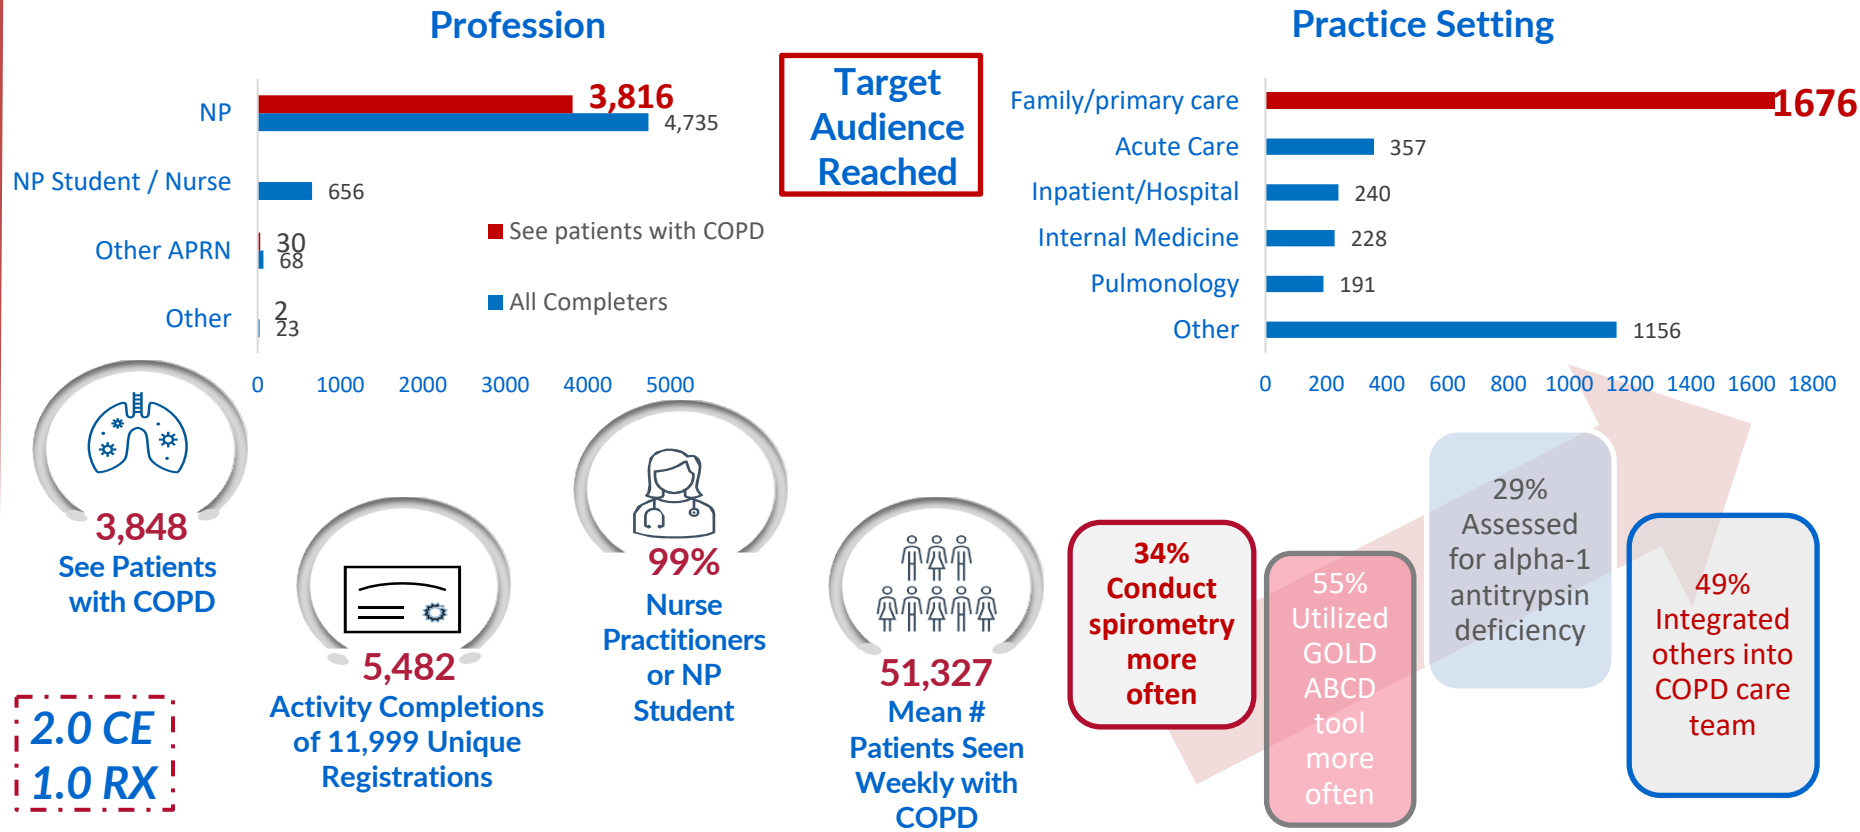 Profession
NP
3,816
4,735
NP Student / Nurse
656
Other APRN
30
68
Other
2
23
0 1000 2000 3000 4000 5000
See patients with COPD
All Completers
Target
Audience
Reached
Practice Setting
Family/primary care
1676
Acute Care
357
Inpatient/Hospital
240
Internal Medicine
228
Pulmonology
191
Other
1156
0 200 400 600 800 1000 1200 1400 1600 1800
3,848
See Patients
with COPD
5,482
Activity Completions
of 11,999 Unique
Registrations
99%
Nurse
Practitioners
or NP
Student
51,327
Mean #
Patients Seen
Weekly with
COPD
34%
Conduct
spirometry
more
often
55%
Utilized
GOLD
ABCD
tool
more
often
29%
Assessed
for alpha-1
antitrypsin
deficiency
49%
Integrated
others into
COPD care
team
2.0 CE
1.0 RX